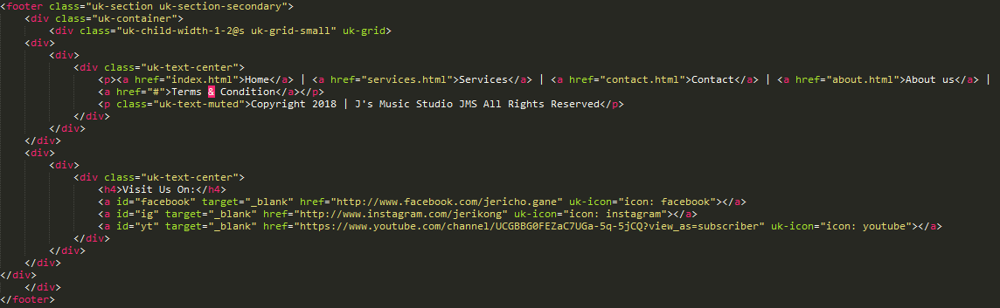 <footer class="uk-section uk-section-secondary">
<div class="uk-container">
<div class="uk-child-width-1-2@s uk-grid-small" uk-grid>
<div>
<div>
<div class="uk-text-center">
<p><a href="index.html">Home</a> | <a href="services.html">Services</a> | <a href="contact.html">Contact</a> | <a href="about.html">About us</a> |
<a href="#">Terms & Condition</a></p>
<p class="uk-text-muted">Copyright 2018 | J's Music Studio JMS All Rights Reserved</p>
</div>
</div>
</div>
<div>
<div>
<div class="uk-text-center">
<h4>Visit Us On:</h4>
<a id="facebook" target="_blank" href="http://www.facebook.com/jericho.gane" uk-icon="icon: facebook"></a>
<a id="ig" target="_blank" href="http://www.instagram.com/jerikong" uk-icon="icon: instagram"></a>
<a id="yt" target="_blank" href="https://www.youtube.com/channel/UCGBBG0FEZaC7UGa-5q-5jCQ?view_as=subscriber" uk-icon="icon: youtube"></a>
</div>
</div>
</div>
</div>
</div>
</footer>